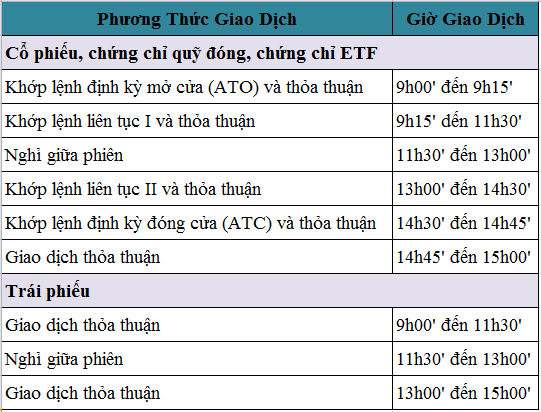 Phương Thức Giao Dịch Giờ Giao Dịch
Cổ phiếu, chứng chỉ quỹ đóng, chứng chỉ ETF
Khớp lệnh định kỳ mở cửa (ATO) và thỏa thuận 9h00' đến 9h15'
Khớp lệnh liên tục I và thỏa thuận 9h15' đến 11h30'
Nghỉ giữa phiên 11h30' đến 13h00'
Khớp lệnh liên tục II và thỏa thuận 13h00' đến 14h30'
Khớp lệnh định kỳ đóng cửa (ATC) và thỏa thuận 14h30' đến 14h45'
Giao dịch thỏa thuận 14h45' đến 15h00'
Trái phiếu
Giao dịch thỏa thuận 9h00' đến 11h30'
Nghỉ giữa phiên 11h30' đến 13h00'
Giao dịch thỏa thuận 13h00' đến 15h00'